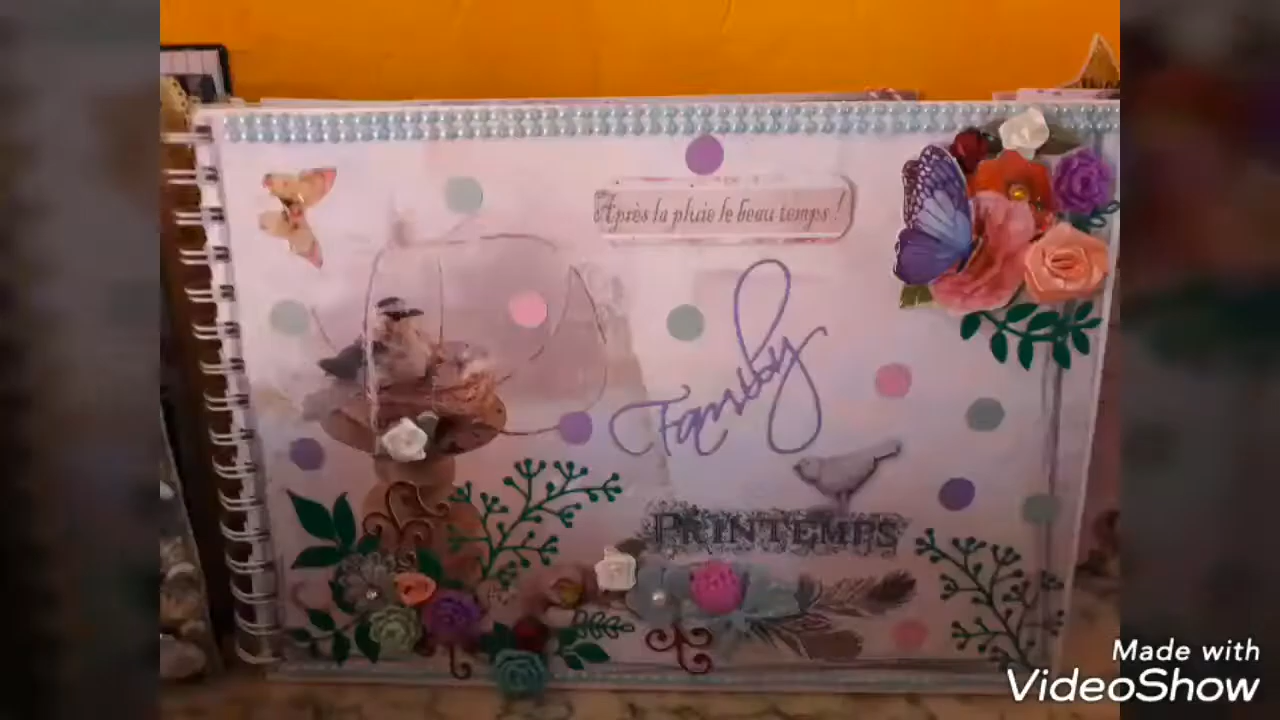 Après la pluie le beau temps !
Family
PRINTEMPS
Made with
VideoShow